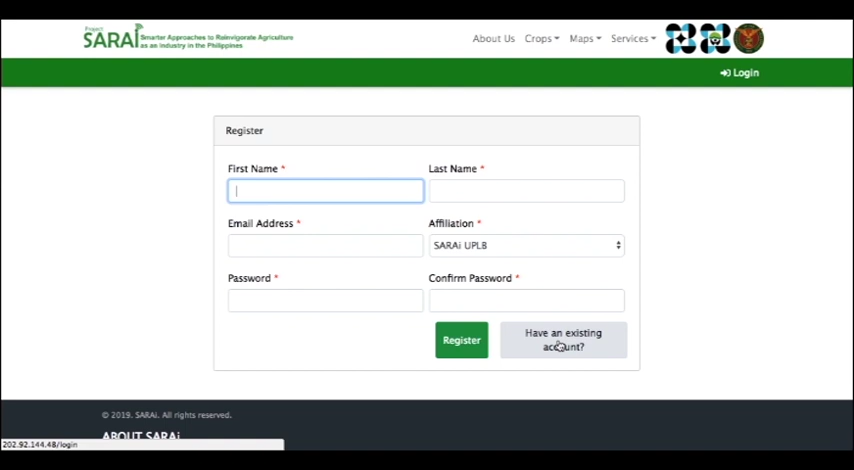 Project
SARAi Smarter Approaches to Reinvigorate Agriculture
as an Industry in the Philippines
About Us Crops Maps Services
Login
Register
First Name * Last Name *
Email Address * Affiliation *
SARAi UPLB
Password * Confirm Password *
Register Have an existing
account?
© 2019. SARAi. All rights reserved.
ABOUT SARAi
202.92.144.48/login